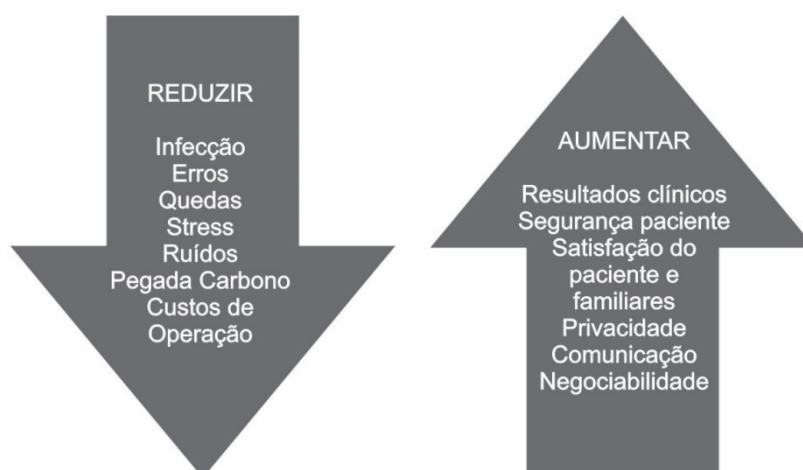 REDUZIR
Infecção
Erros
Quedas
Stress
Ruídos
Pegada Carbono
Custos de
Operação
AUMENTAR
Resultados clínicos
Segurança paciente
Satisfação do
paciente e
familiares
Privacidade
Comunicação
Negociabilidade